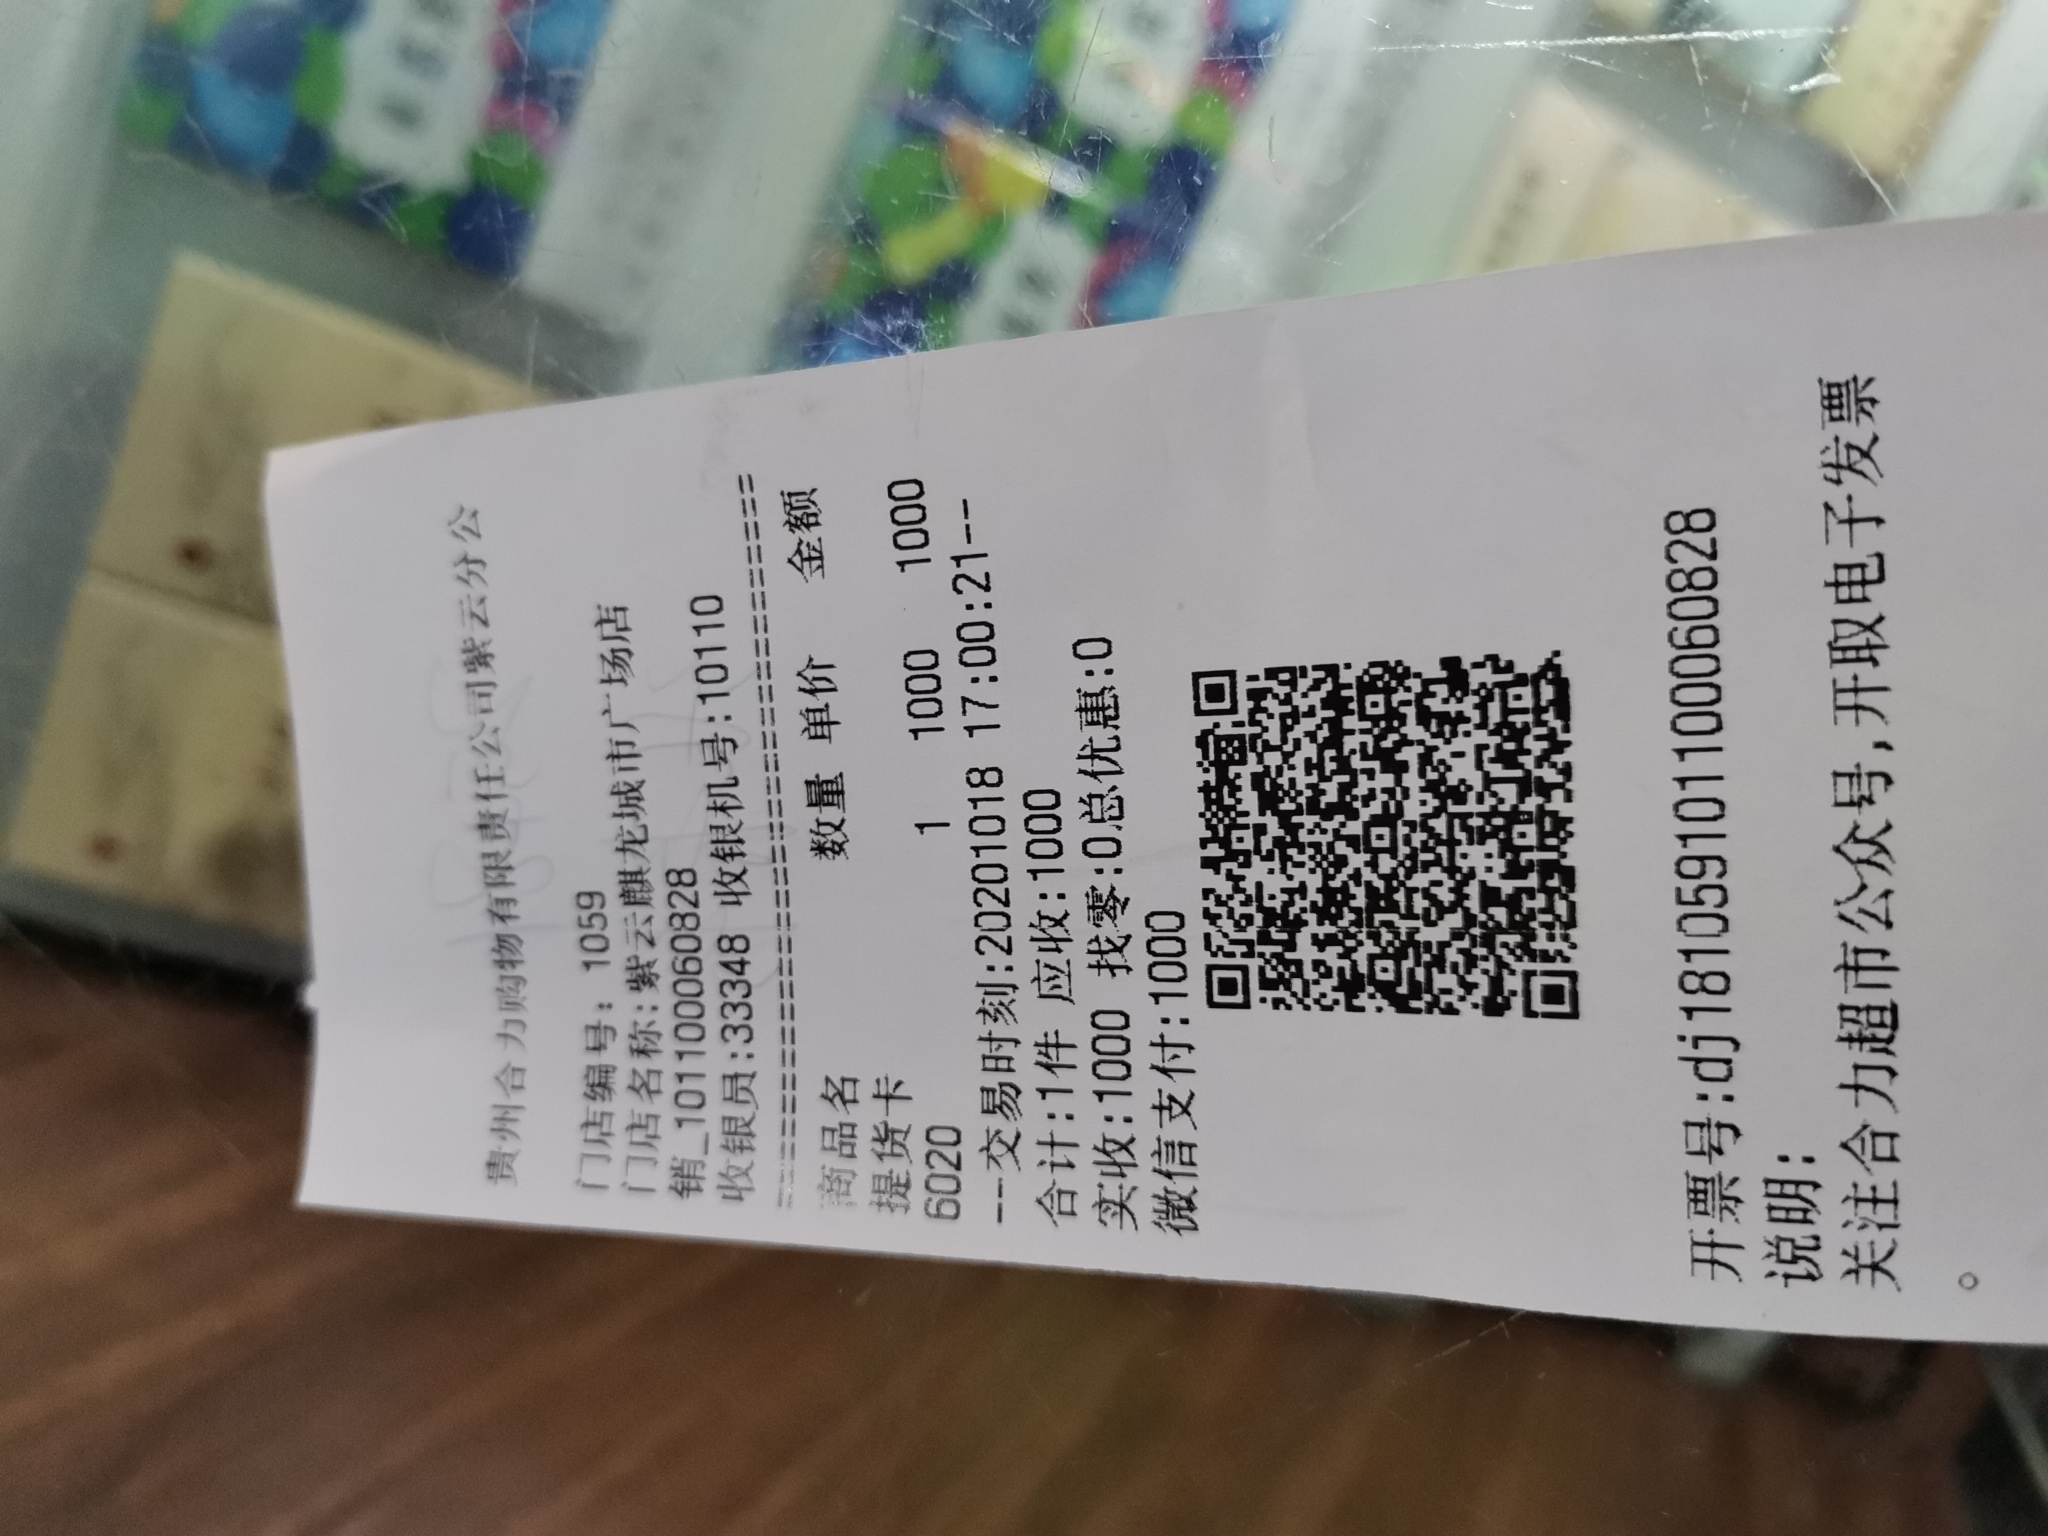 贵州合力购物有限责任公司紫云分公
门店编号: 1059
门店名称:紫云麒龙城市广场店
销_1011000060828
收银员:33348 收银机号:10110
================================
商品名 数量 单价 金额
提货卡
6020 1 1000 1000
--交易时刻:20201018 17:00:21--
合计:1件 应收:1000
实收:1000 找零:0总优惠:0
微信支付:1000
开票号:dj1810591011000060828
说明:
关注合力超市公众号,开取电子发票
。